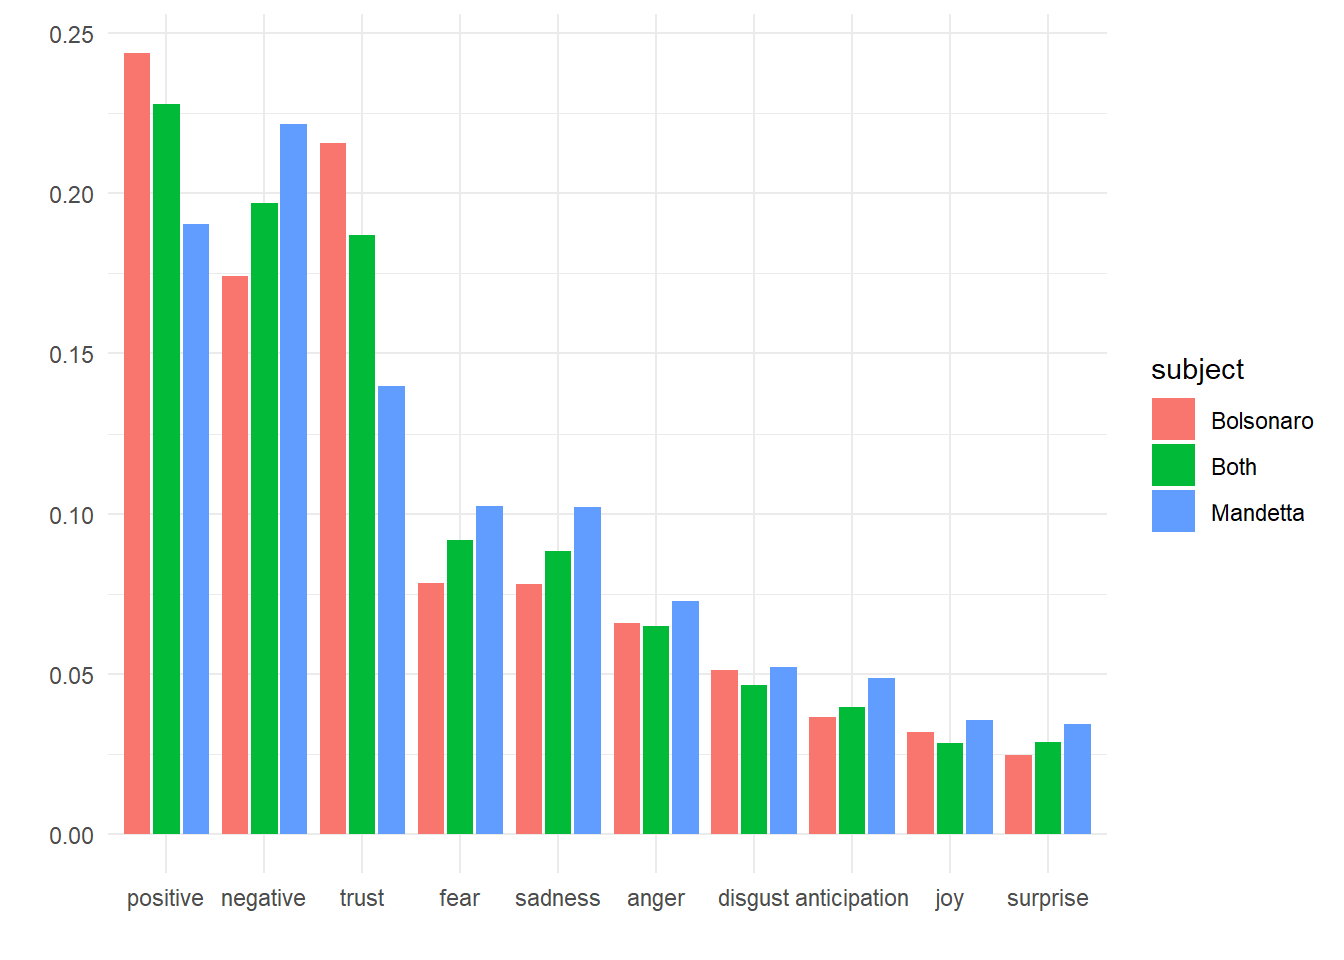 0.25
0.20
0.15
0.10
0.05
0.00
positive negative trust fear sadness anger disgust anticipation joy surprise
subject
Bolsonaro
Both
Mandetta